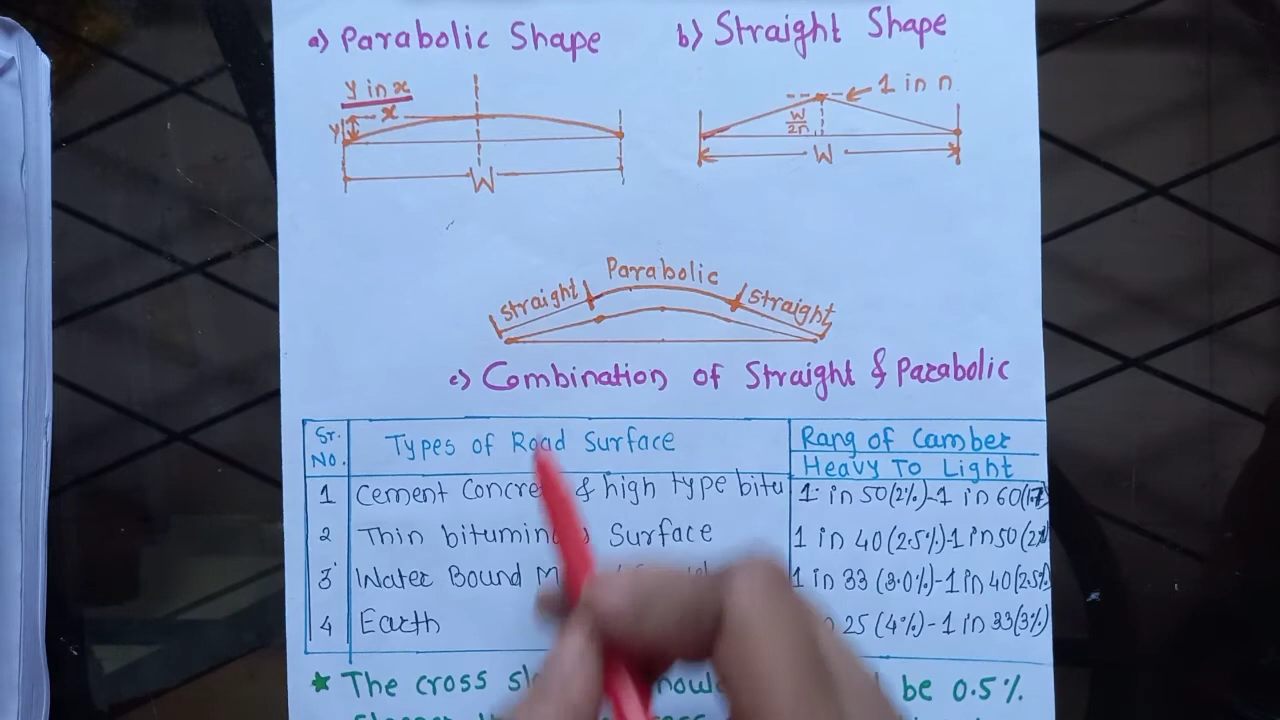 a) Parabolic Shape
b) Straight Shape
y in x
x
y
W
1 in n
W
2n
W
Parabolic
straight
straight
c) Combination of Straight & Parabolic
Sr. No.
Types of Road Surface
Rang of Camber
Heavy To Light
1 Cement & high type bitu 1 in 50(2%)-1 in 60(1.7
2 Thin Surface 1 in 40(2.5%)-1 in 50(2%
3 Water Bound 1 in 33 (3.0%)-1 in 40(2.5%
4 Earth 25(4%)-1 in 33(3%)
★ The cross be 0.5%